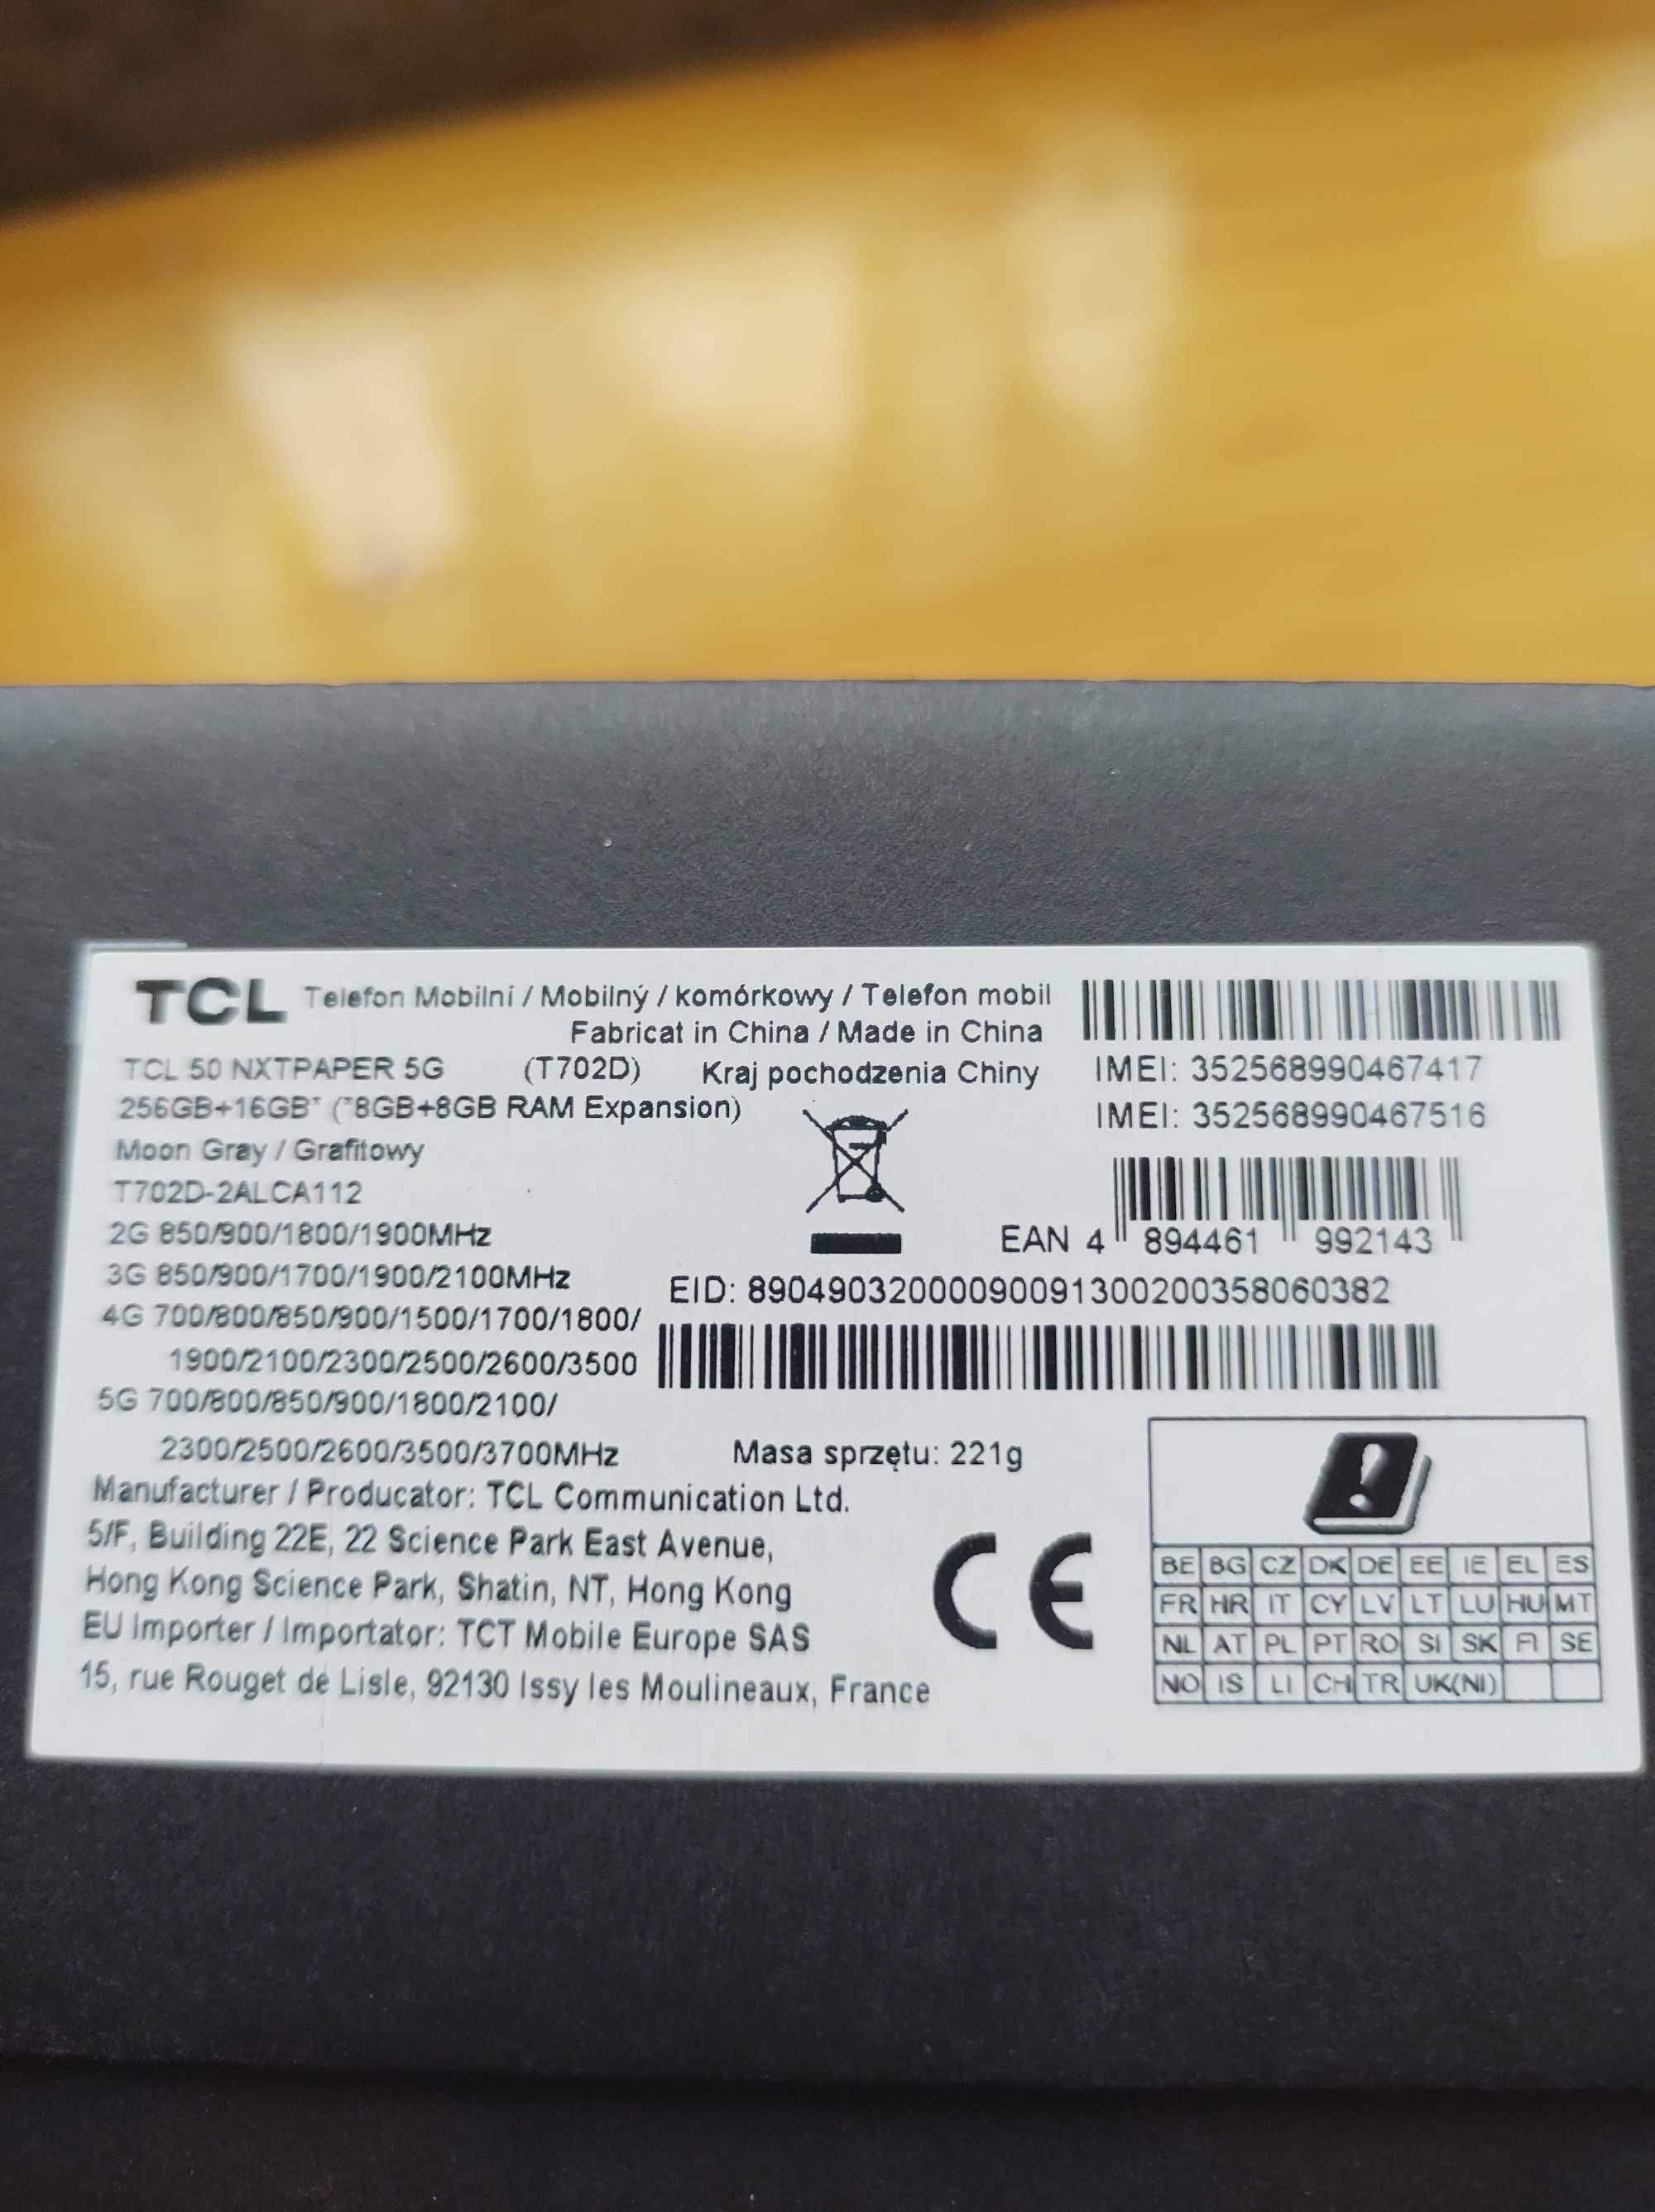 TCL Telefon Mobilní / Mobilný / komórkowy / Telefon mobil
Fabricat in China / Made in China
TCL 50 NXTPAPER 5G (T702D) Kraj pochodzenia Chiny
256GB+16GB* (*8GB+8GB RAM Expansion)
Moon Gray / Grafitowy
T702D-2ALCA112
2G 850/900/1800/1900MHz
3G 850/900/1700/1900/2100MHz
4G 700/800/850/900/1500/1700/1800/
1900/2100/2300/2500/2600/3500
5G 700/800/850/900/1800/2100/
2300/2500/2600/3500/3700MHz
Masa sprzętu: 221g
IMEI: 352568990467417
IMEI: 352568990467516
EAN 4 894461 992143
EID: 89049032000090091300200358060382
Manufacturer / Producator: TCL Communication Ltd.
5/F, Building 22E, 22 Science Park East Avenue,
Hong Kong Science Park, Shatin, NT, Hong Kong
EU Importer / Importator: TCT Mobile Europe SAS
15, rue Rouget de Lisle, 92130 Issy les Moulineaux, France
CE
BE BG CZ DK DE EE IE EL ES
FR HR IT CY LV LT LU HU MT
NL AT PL PT RO SI SK FI SE
NO IS LI CH TR UK(NI)